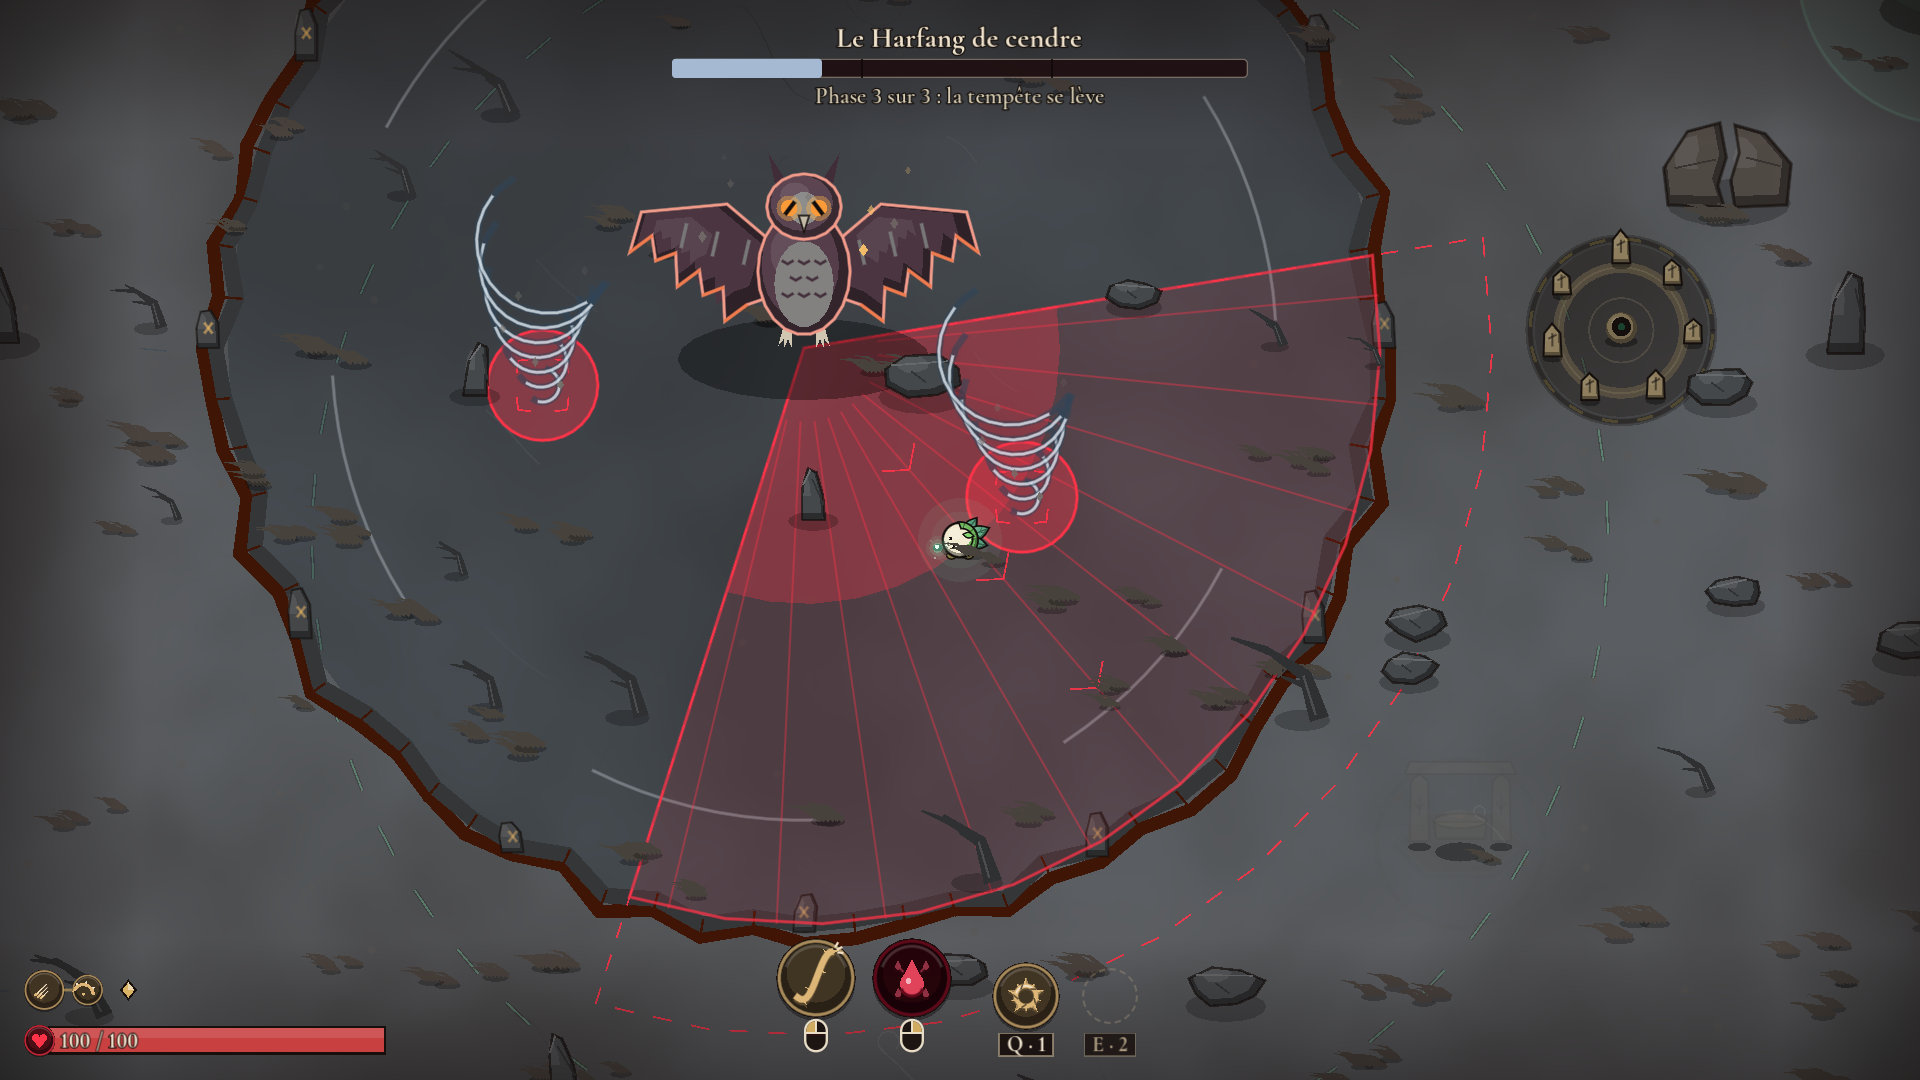 Le Harfang de cendre
Phase 3 sur 3 : la tempête se lève
100 / 100
Q · 1
E · 2